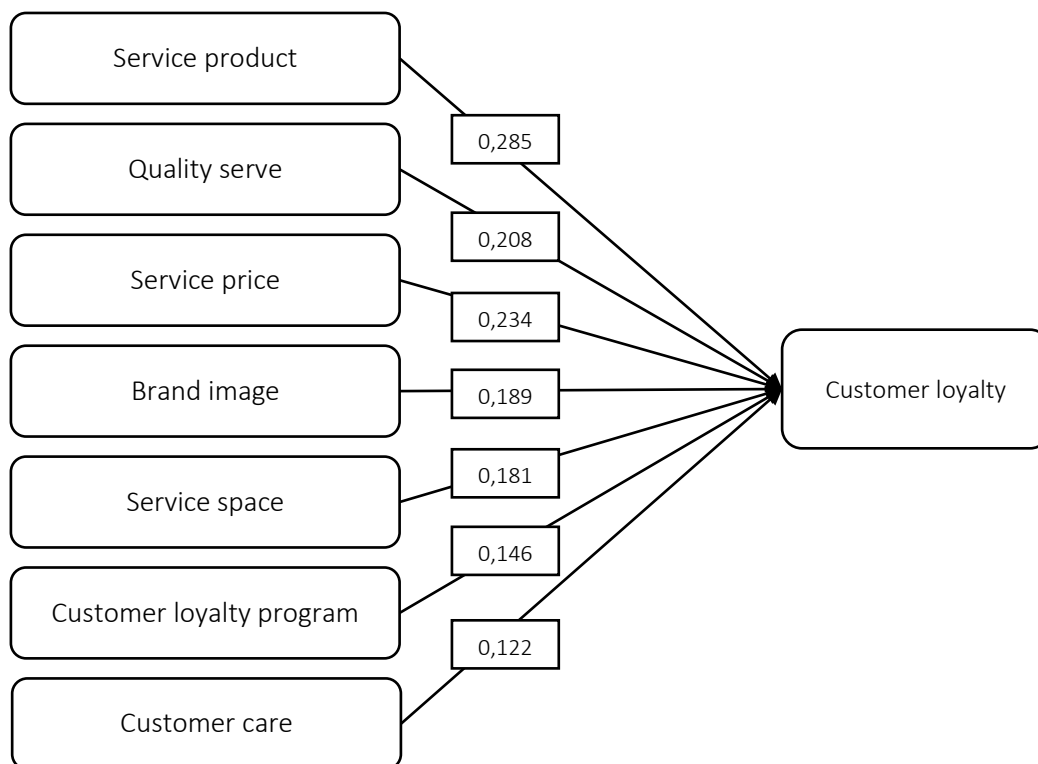 Service product
0,285
Quality serve
0,208
Service price
0,234
Brand image
0,189
Customer loyalty
Service space
0,181
Customer loyalty program
0,146
Customer care
0,122